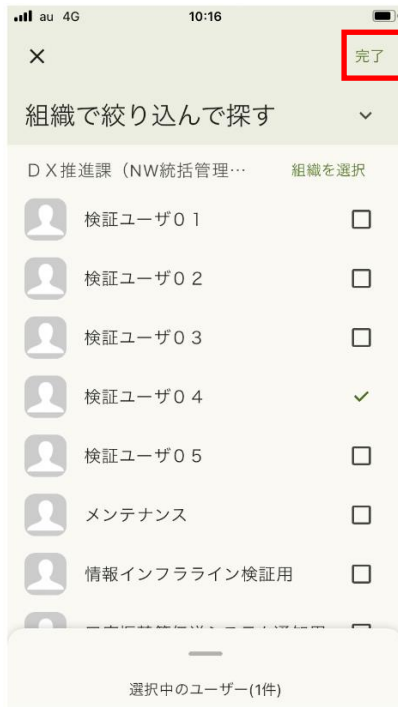 au 4G 10:16
完了
組織で絞り込んで探す
ＤＸ推進課（NW統括管理… 組織を選択
検証ユーザ０１
検証ユーザ０２
検証ユーザ０３
検証ユーザ０４
検証ユーザ０５
メンテナンス
情報インフラライン検証用
選択中のユーザー(1件)